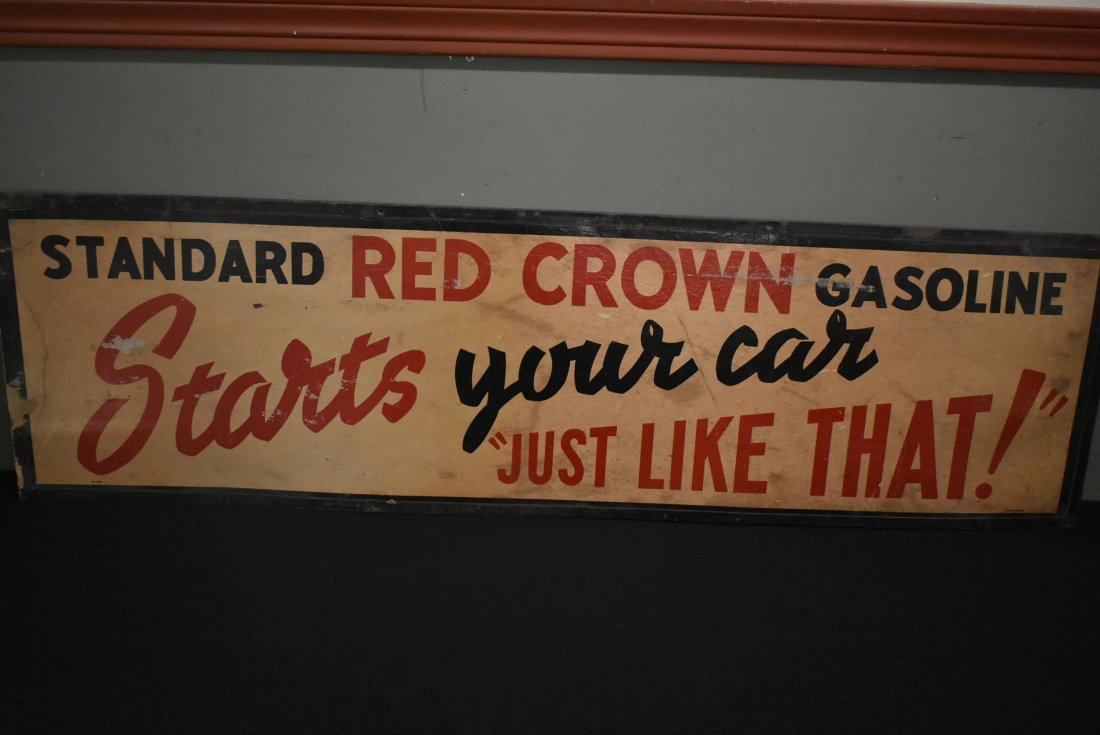 STANDARD RED CROWN GASOLINE
Starts your car
"JUST LIKE THAT!"